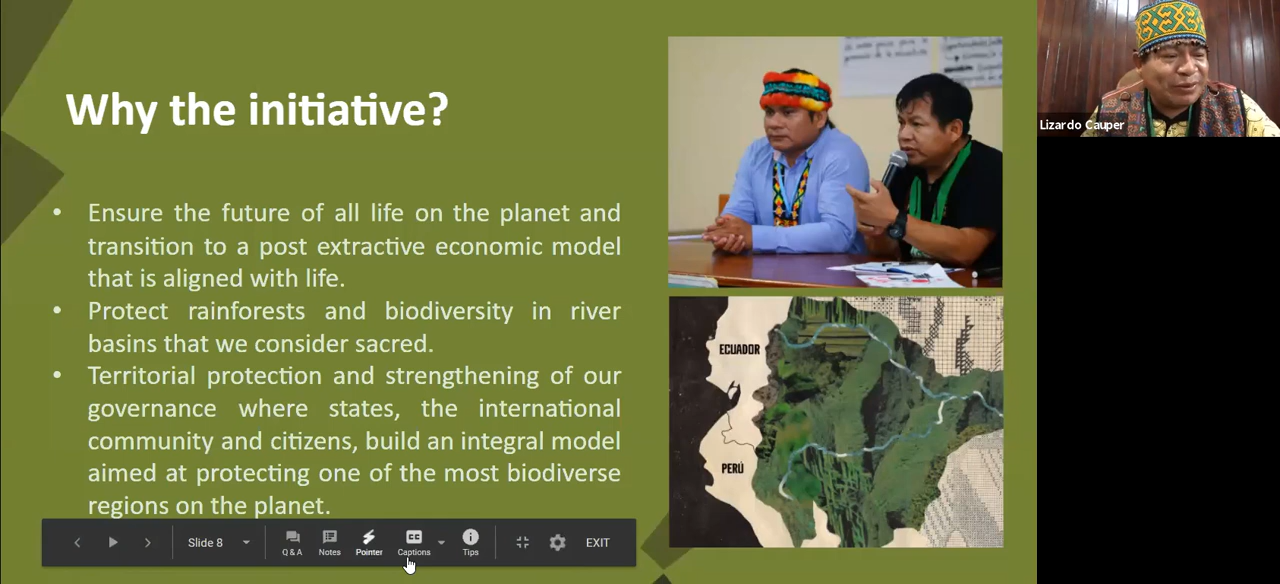 Why the initiative?
• Ensure the future of all life on the planet and
transition to a post extractive economic model
that is aligned with life.
• Protect rainforests and biodiversity in river
basins that we consider sacred.
• Territorial protection and strengthening of our
governance where states, the international
community and citizens, build an integral model
aimed at protecting one of the most biodiverse
regions on the planet.
ECUADOR
PERÚ
Lizardo Cauper
Slide 8
Q & A
Notes
Pointer
CC
Captions
Tips
EXIT